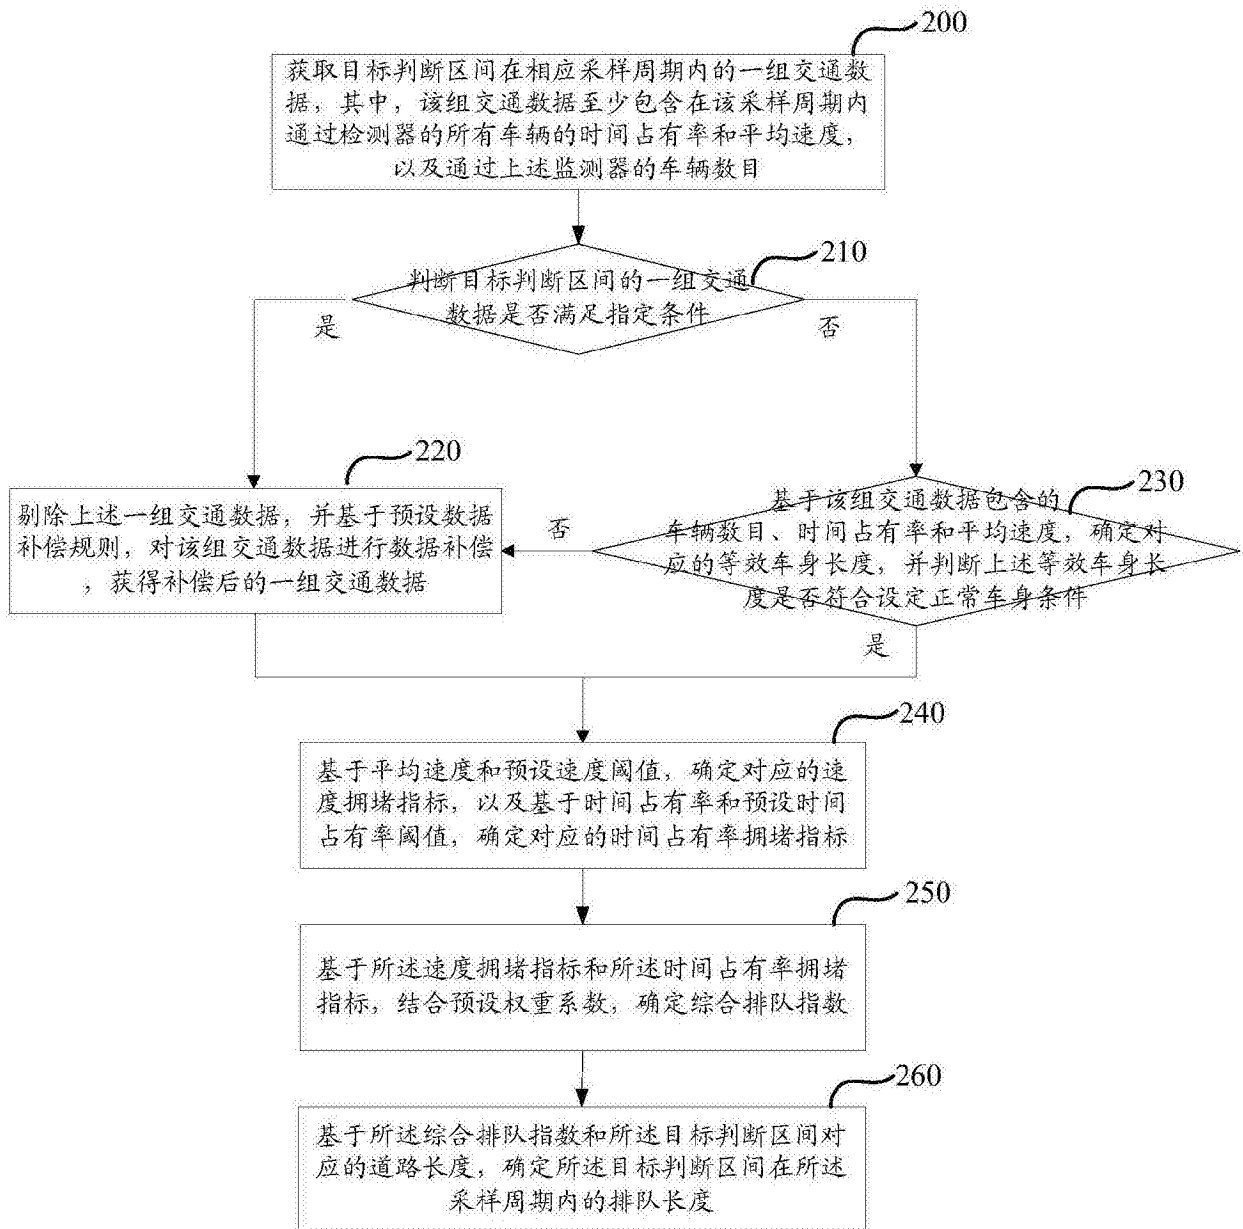 200
获取目标判断区间在相应采样周期内的一组交通数
据，其中，该组交通数据至少包含在该采样周期内
通过检测器的所有车辆的时间占有率和平均速度，
以及通过上述监测器的车辆数目
210
判断目标判断区间的一组交通
数据是否满足指定条件
是
否
220
剔除上述一组交通数据，并基于预设数据
补偿规则，对该组交通数据进行数据补偿
，获得补偿后的一组交通数据
否
230
基于该组交通数据包含的
车辆数目、时间占有率和平均速度，确定对
应的等效车身长度，并判断上述等效车身长
度是否符合设定正常车身条件
是
240
基于平均速度和预设速度阈值，确定对应的速
度拥堵指标，以及基于时间占有率和预设时间
占有率阈值，确定对应的时间占有率拥堵指标
250
基于所述速度拥堵指标和所述时间占有率拥堵
指标，结合预设权重系数，确定综合排队指数
260
基于所述综合排队指数和所述目标判断区间对
应的道路长度，确定所述目标判断区间在所述
采样周期内的排队长度